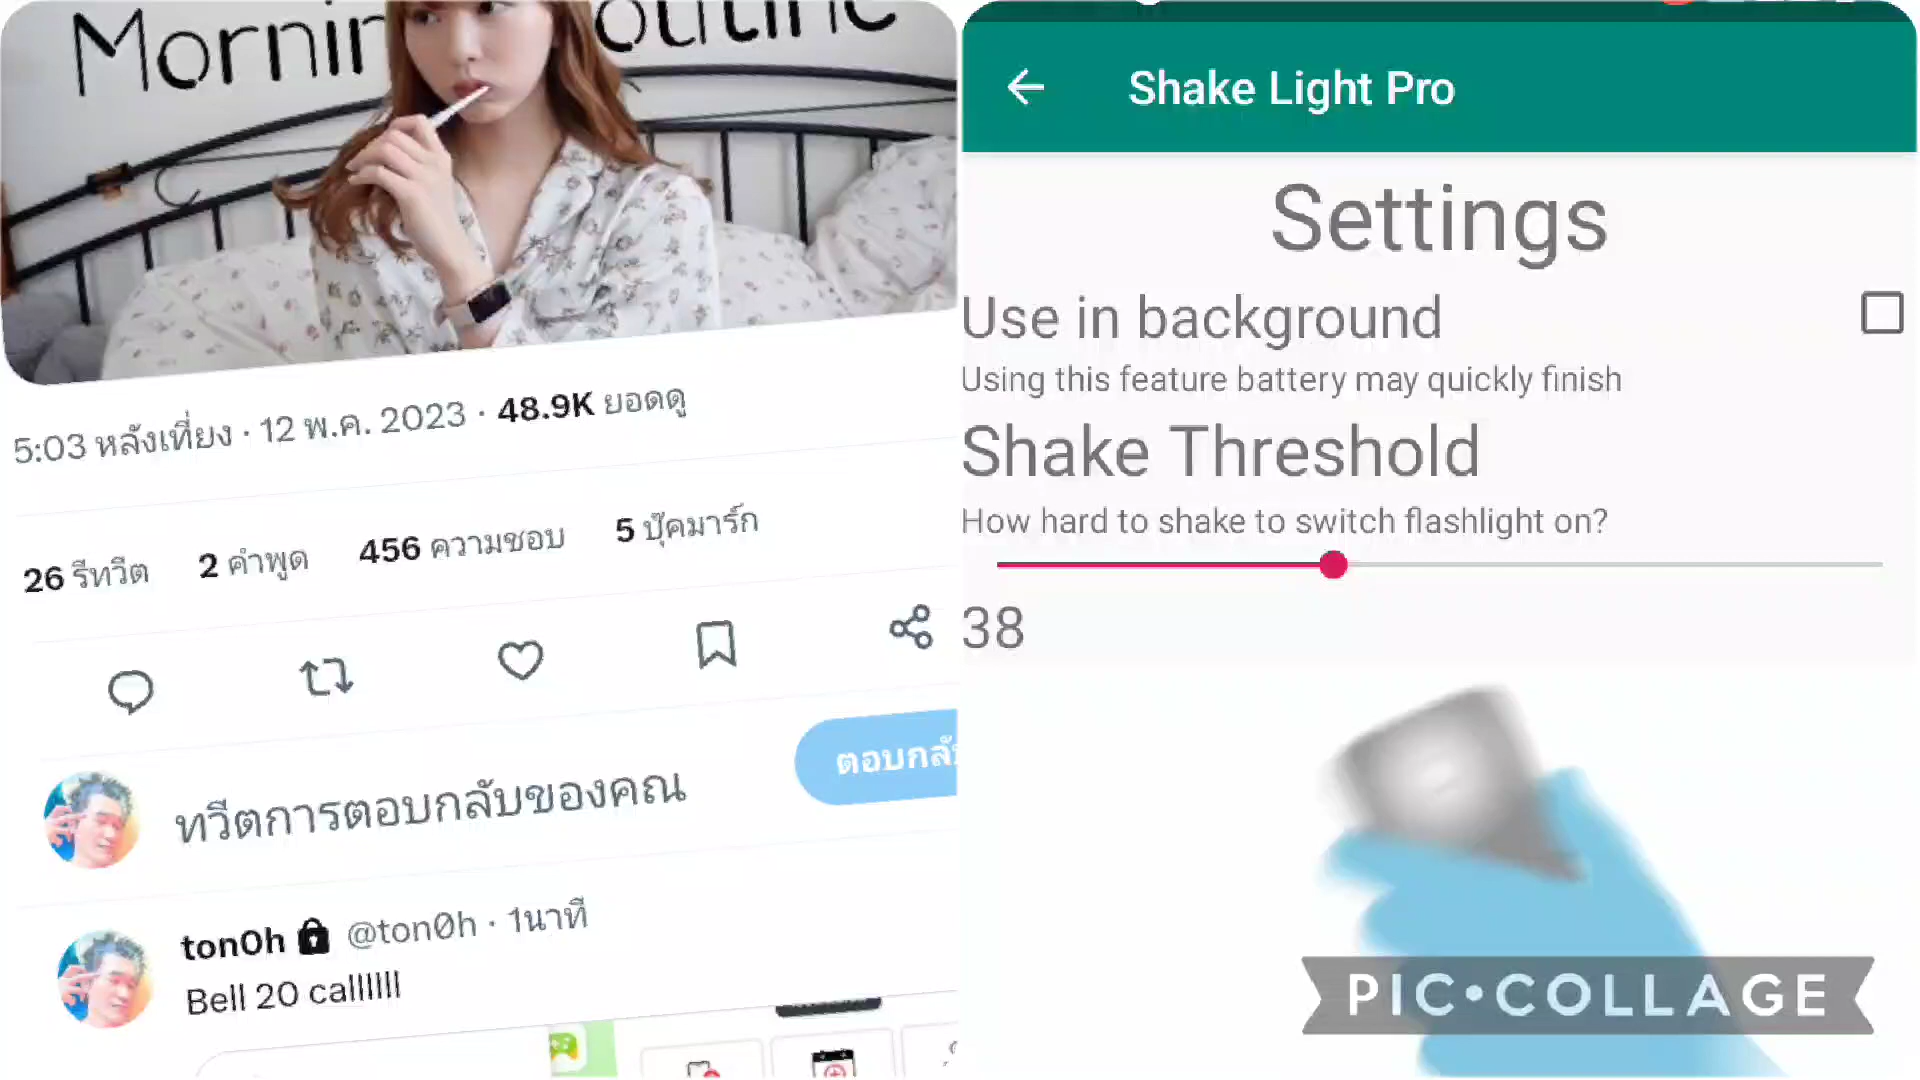 Mornin outine
5:03 หลังเที่ยง · 12 พ.ค. 2023 · 48.9K ยอดดู
26 รีทวีต 2 คำพูด 456 ความชอบ 5 บุ๊คมาร์ก
ทวีตการตอบกลับของคุณ
ton0h @ton0h · 1นาที
Bell 20 callllll
Shake Light Pro
Settings
Use in background
Using this feature battery may quickly finish
Shake Threshold
How hard to shake to switch flashlight on?
38
PIC•COLLAGE